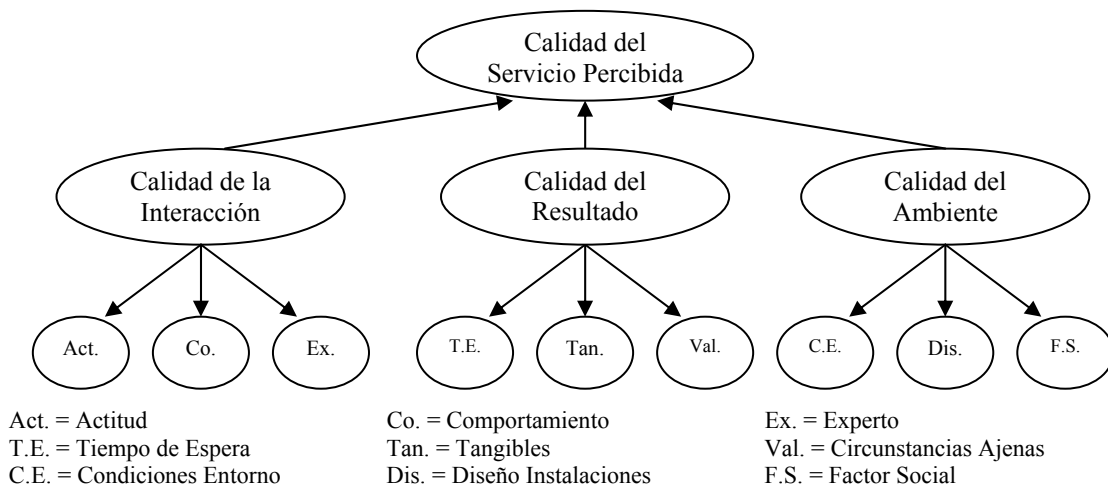 Calidad del
Servicio Percibida
Calidad de la
Interacción
Calidad del
Resultado
Calidad del
Ambiente
Act.
Co.
Ex.
T.E.
Tan.
Val.
C.E.
Dis.
F.S.
Act. = Actitud
Co. = Comportamiento
Ex. = Experto
T.E. = Tiempo de Espera
Tan. = Tangibles
Val. = Circunstancias Ajenas
C.E. = Condiciones Entorno
Dis. = Diseño Instalaciones
F.S. = Factor Social